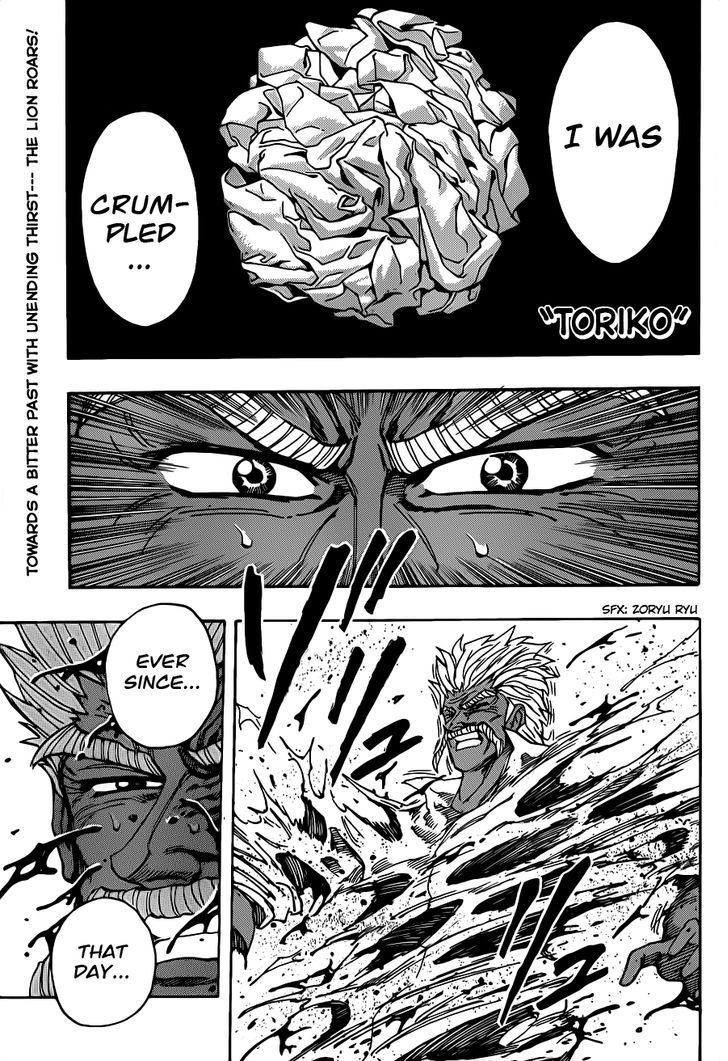 TOWARDS A BITTER PAST WITH UNENDING THIRST--- THE LION ROARS!
I WAS
CRUM-
PLED
...
"TORIKO"
SFX: ZORYU RYU
EVER
SINCE...
THAT
DAY...